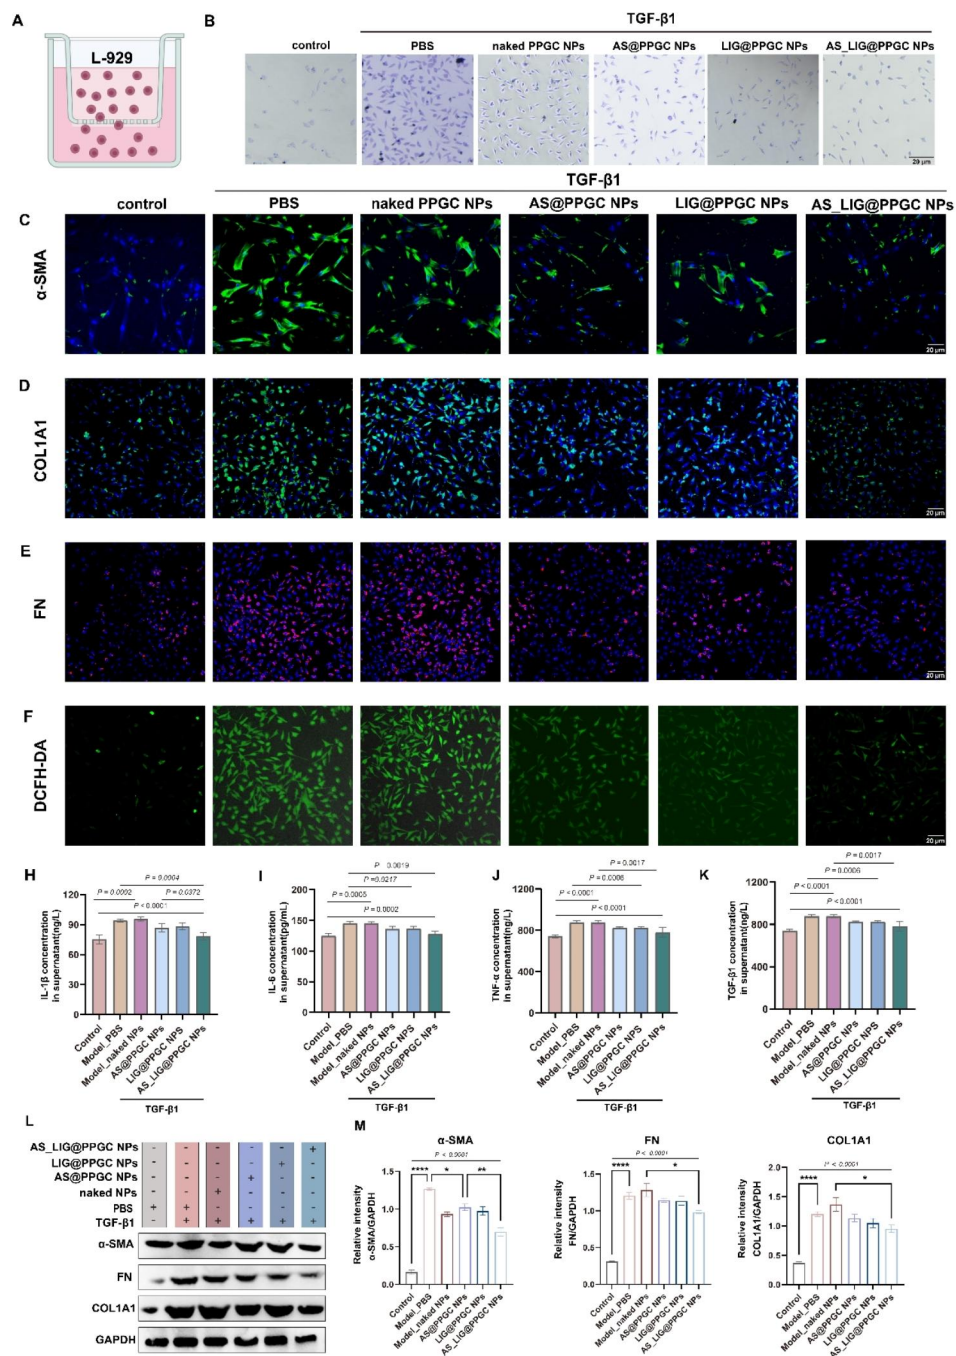 A
L-929
B
TGF-β1
control
PBS
naked PPGC NPs
AS@PPGC NPs
LIG@PPGC NPs
AS_LIG@PPGC NPs
20 μm
TGF-β1
control
PBS
naked PPGC NPs
AS@PPGC NPs
LIG@PPGC NPs
AS_LIG@PPGC NPs
C
α-SMA
20 μm
D
COL1A1
20 μm
E
FN
20 μm
F
DCFH-DA
20 μm
H
P = 0.0004
P = 0.0002
P = 0.0372
P < 0.0001
IL-1β concentration
in supernatant(ng/L)
120
90
60
30
0
Control
Model_PBS
Model_naked NPs
AS@PPGC NPs
LIG@PPGC NPS
AS_LIG@PPGC NPs
TGF-β1
I
P 0.0019
P = 0.0217
P = 0.0005
P = 0.0002
IL-6 concentration
in supernatant(pg/mL)
200
150
100
50
0
Control
Model_PBS
Model_naked NPs
AS@PPGC NPs
LIG@PPGC NPS
AS_LIG@PPGC NPs
TGF-β1
J
P = 0.0017
P = 0.0006
P < 0.0001
P < 0.0001
TNF-α concentration
in supernatant(ng/L)
1200
800
400
0
Control
Model_PBS
Model_naked NPs
AS@PPGC NPs
LIG@PPGC NPS
AS_LIG@PPGC NPs
TGF-β1
K
P = 0.0017
P = 0.0006
P < 0.0001
P < 0.0001
TGF-β1 concentration
in supernatant(ng/L)
1200
800
400
0
Control
Model_PBS
Model_naked NPs
AS@PPGC NPs
LIG@PPGC NPS
AS_LIG@PPGC NPs
TGF-β1
L
AS_LIG@PPGC NPs - - - - - +
LIG@PPGC NPs - - - - + -
AS@PPGC NPs - - - + - -
naked NPs - - + - - -
PBS + + - - - -
TGF-β1 - + + + + +
α-SMA
FN
COL1A1
GAPDH
M
α-SMA
P < 0.0001
**** * **
Relative intensity
α-SMA/GAPDH
1.5
1.0
0.5
0.0
Control
Model_PBS
Model_naked NPs
AS@PPGC NPs
LIG@PPGC NPs
AS_LIG@PPGC NPs
FN
P < 0.0001
**** *
Relative intensity
FN/GAPDH
1.5
1.0
0.5
0.0
Control
Model_PBS
Model_naked NPs
AS@PPGC NPs
LIG@PPGC NPs
AS_LIG@PPGC NPs
COL1A1
P < 0.0001
**** *
Relative intensity
COL1A1/GAPDH
2.0
1.5
1.0
0.5
0.0
Control
Model_PBS
Model_naked NPs
AS@PPGC NPs
LIG@PPGC NPs
AS_LIG@PPGC NPs